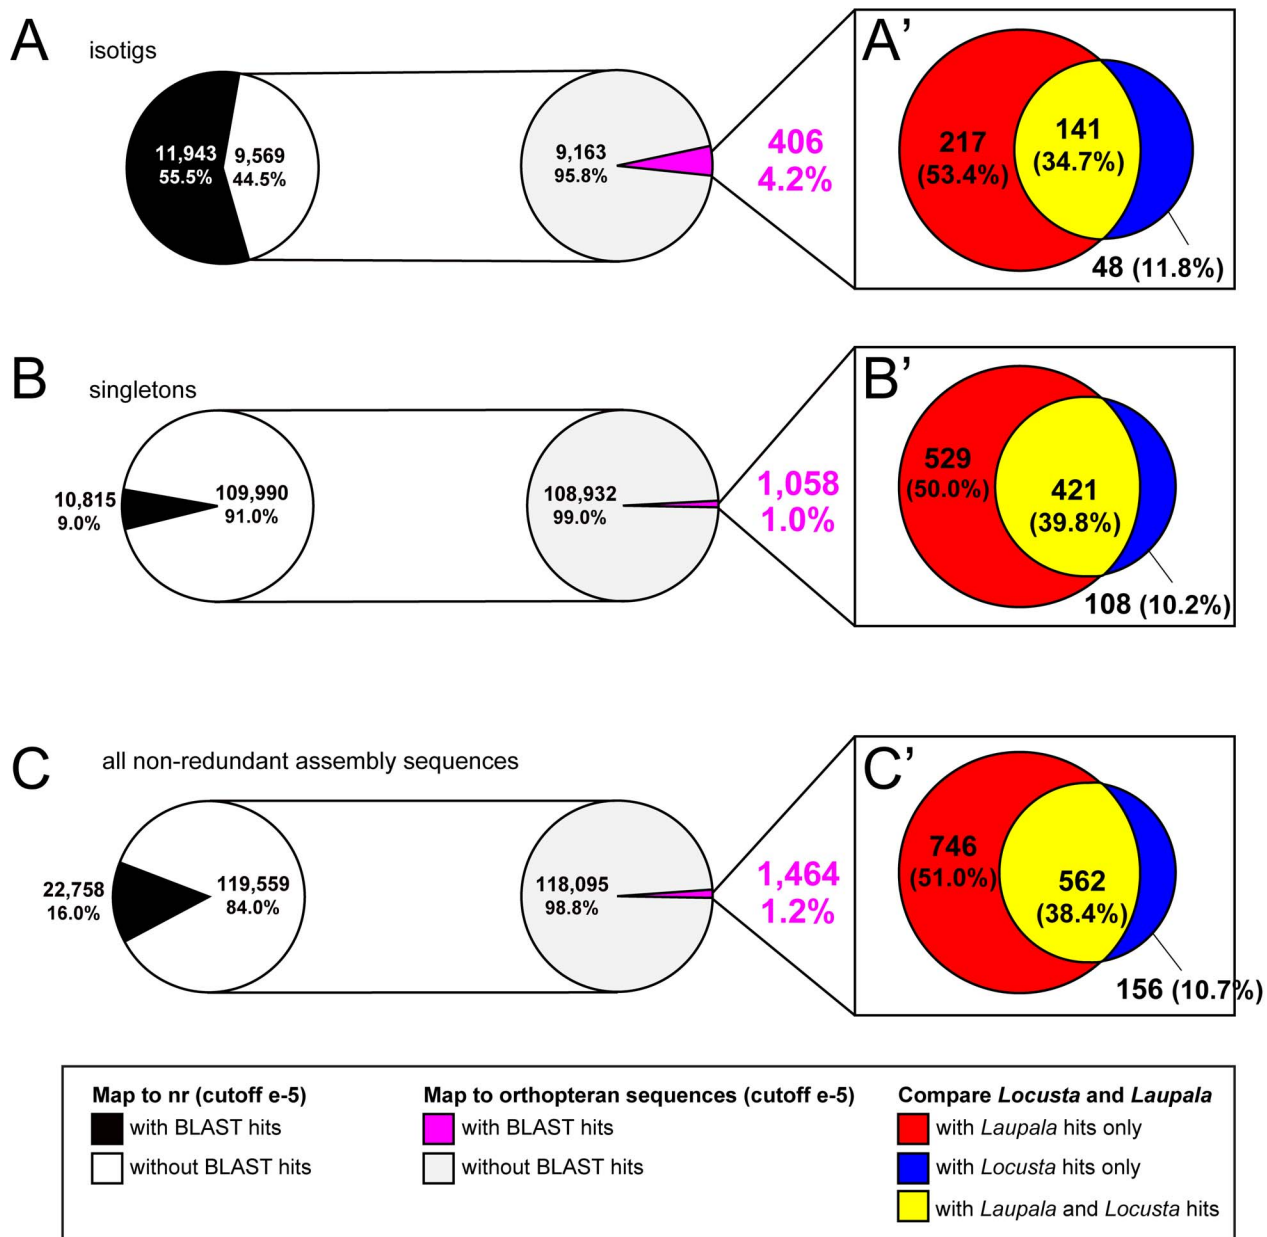 A
isotigs
11,943
55.5%
9,569
44.5%
9,163
95.8%
406
4.2%
A’
217
(53.4%)
141
(34.7%)
48 (11.8%)
B
singletons
10,815
9.0%
109,990
91.0%
108,932
99.0%
1,058
1.0%
B’
529
(50.0%)
421
(39.8%)
108 (10.2%)
C
all non-redundant assembly sequences
22,758
16.0%
119,559
84.0%
118,095
98.8%
1,464
1.2%
C’
746
(51.0%)
562
(38.4%)
156 (10.7%)
Map to nr (cutoff e-5)
with BLAST hits
without BLAST hits
Map to orthopteran sequences (cutoff e-5)
with BLAST hits
without BLAST hits
Compare Locusta and Laupala
with Laupala hits only
with Locusta hits only
with Laupala and Locusta hits